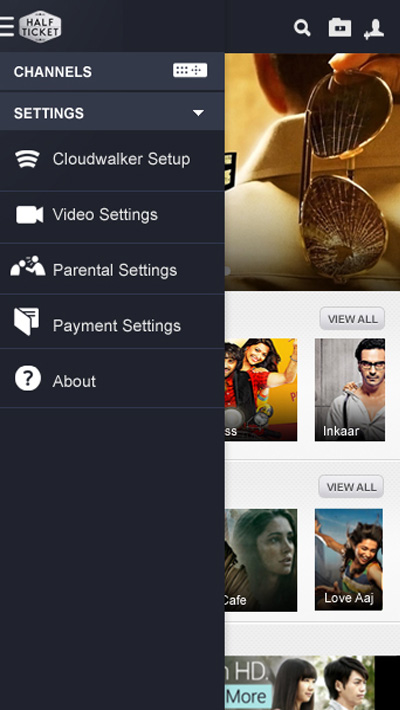 HALF
TICKET
CHANNELS
SETTINGS
Cloudwalker Setup
Video Settings
Parental Settings
Payment Settings
? About
VIEW ALL
ss
Inkaar
VIEW ALL
Cafe
Love Aaj
HD.
More